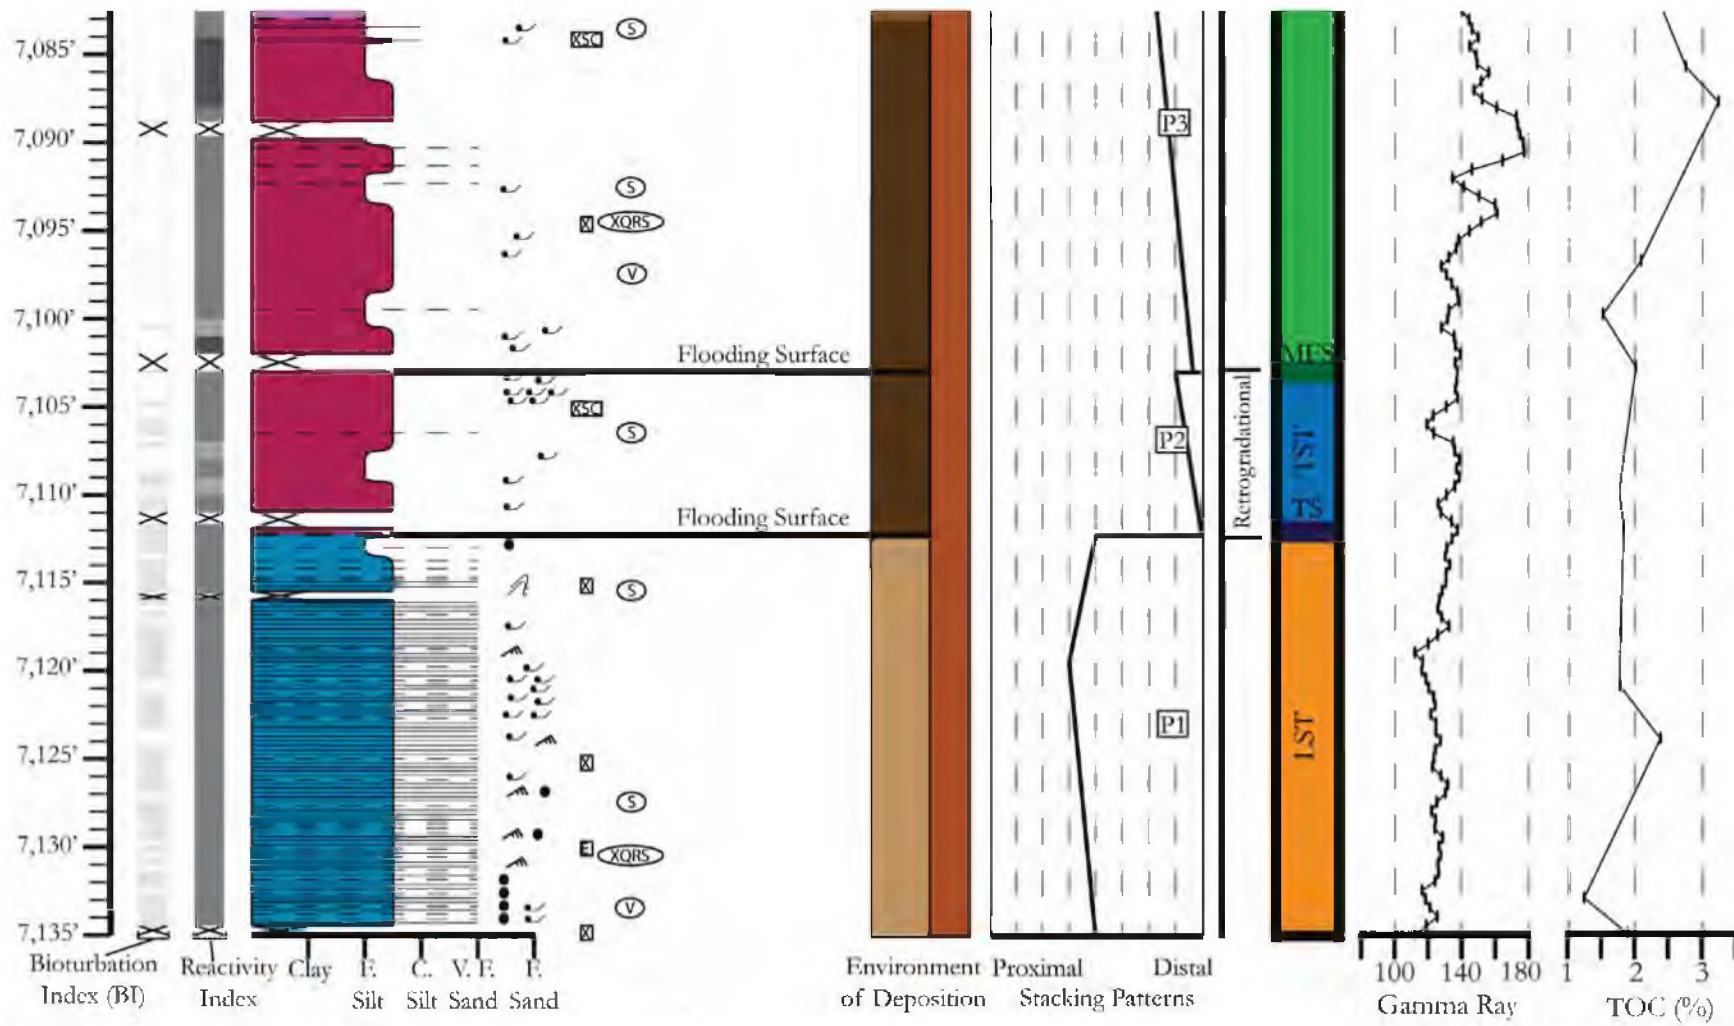 7,085'
7,090'
7,095'
7,100'
7,105'
7,110'
7,115'
7,120'
7,125'
7,130'
7,135'
XSC
S
S
X
XQRS
V
Flooding Surface
XSC
S
Flooding Surface
X
S
X
S
E
XQRS
V
X
P3
P2
P1
Retrogradational
MFS
TST
TS
LST
Bioturbation
Index (BI)
Reactivity
Index
Clay
F.
Silt
C.
Silt
V. F.
Sand
F.
Sand
Environment
of Deposition
Proximal
Distal
Stacking Patterns
100
140
180
Gamma Ray
1
2
3
TOC (%)